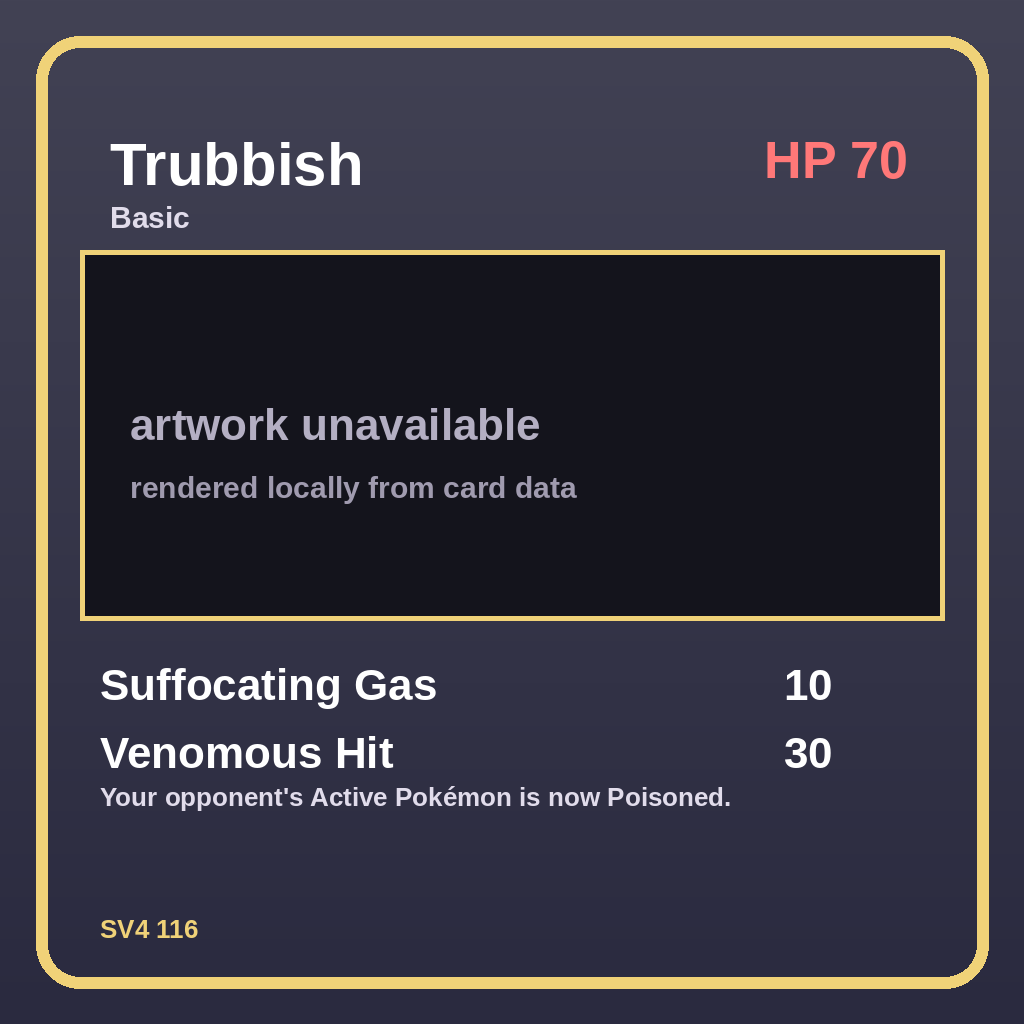 Trubbish
HP 70
Basic
artwork unavailable
rendered locally from card data
Suffocating Gas 10
Venomous Hit 30
Your opponent's Active Pokémon is now Poisoned.
SV4 116